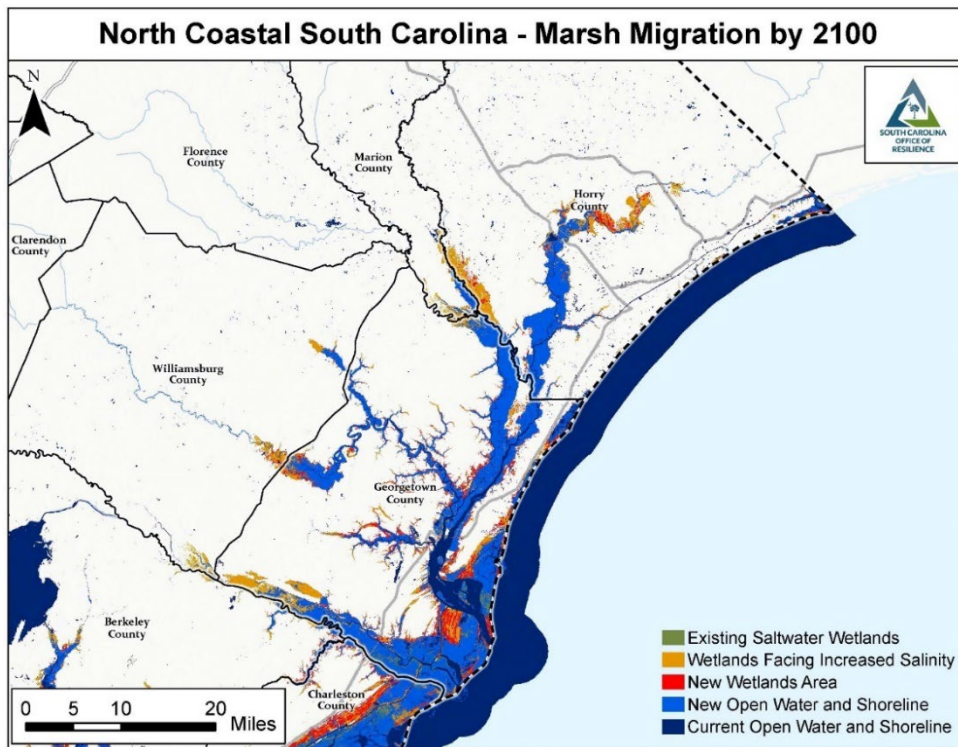 North Coastal South Carolina - Marsh Migration by 2100
N
SOUTH CAROLINA
OFFICE OF
RESILIENCE
Florence
County
Marion
County
Horry
County
Clarendon
County
Williamsburg
County
Georgetown
County
Berkeley
County
Charleston
County
Existing Saltwater Wetlands
Wetlands Facing Increased Salinity
New Wetlands Area
New Open Water and Shoreline
Current Open Water and Shoreline
0 5 10 20
Miles